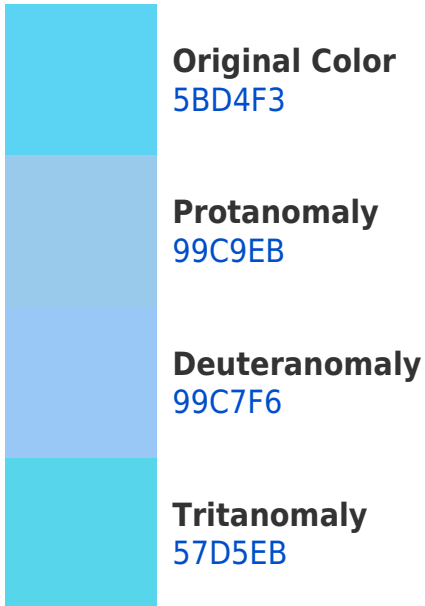 Original Color
5BD4F3
Protanomaly
99C9EB
Deuteranomaly
99C7F6
Tritanomaly
57D5EB